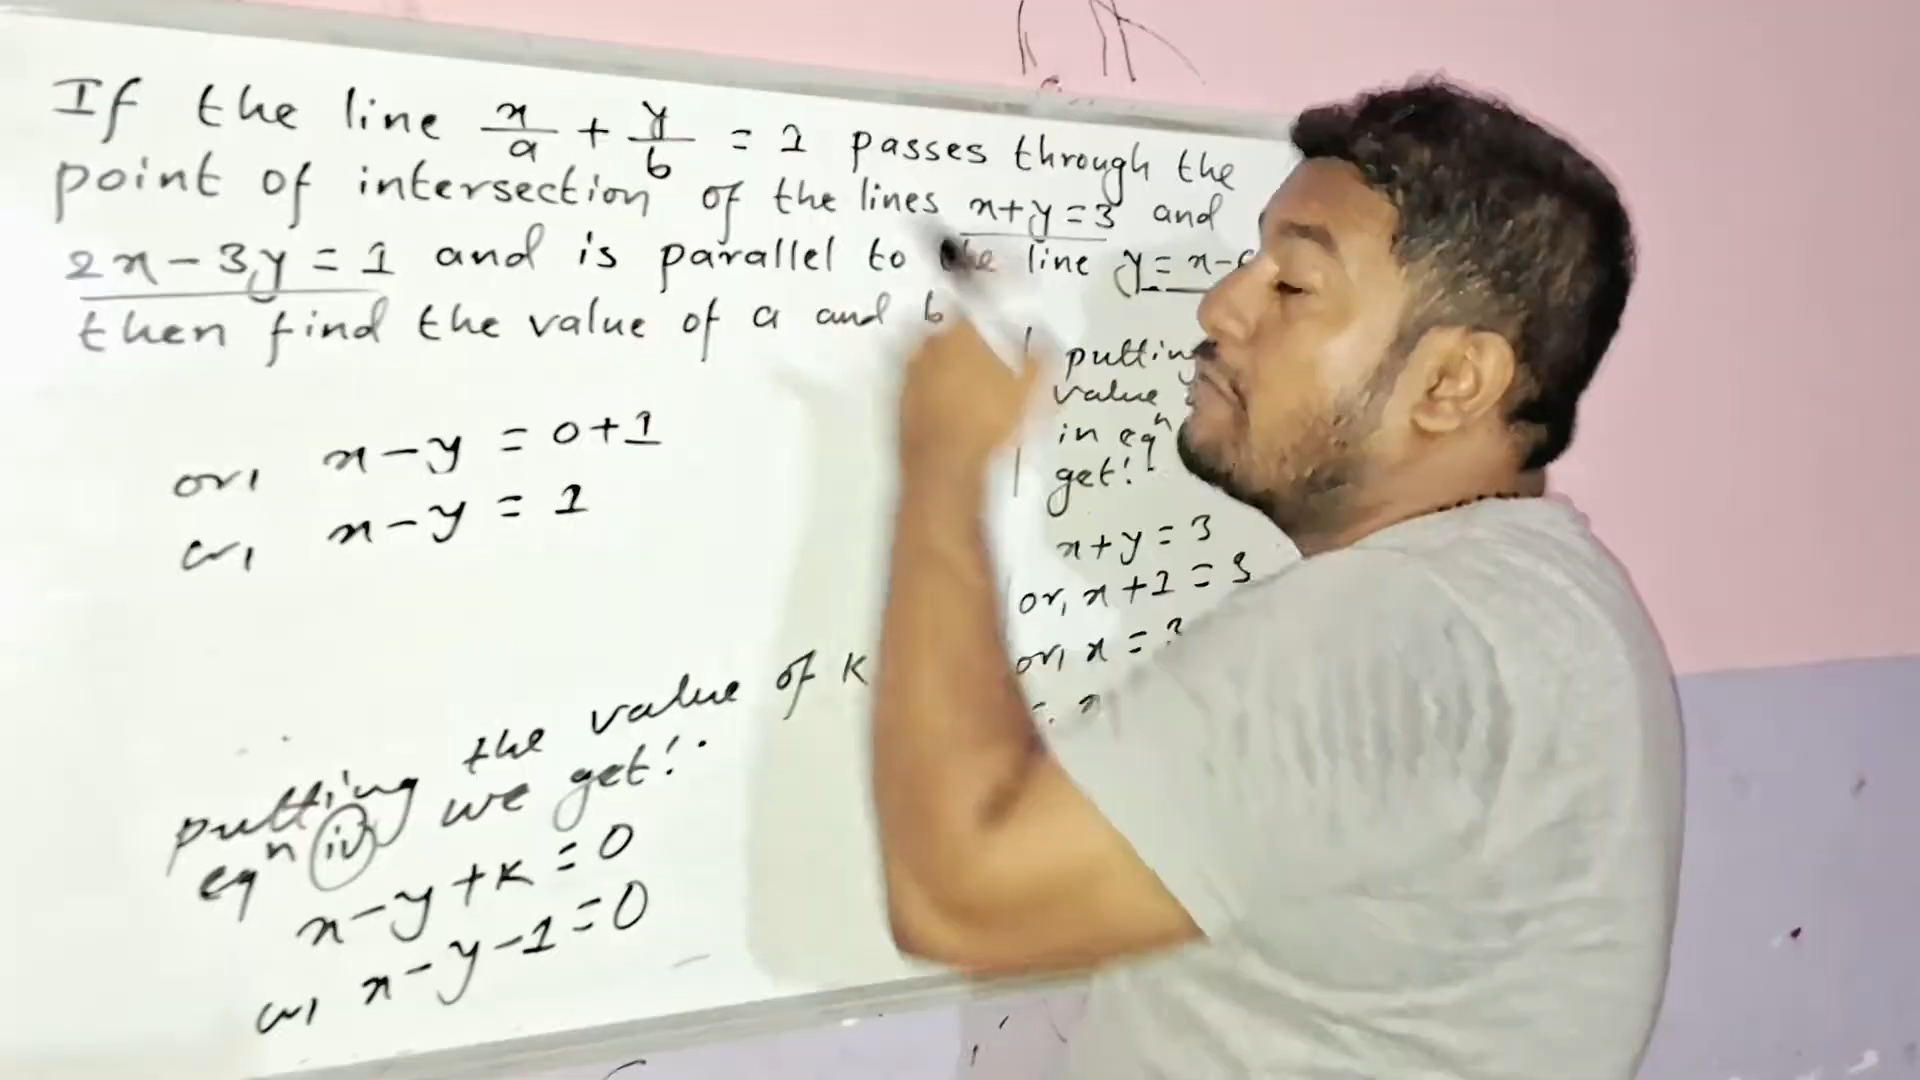 If the line x/a + y/b = 1 passes through the
point of intersection of the lines x+y=3 and
2x-3y=1 and is parallel to the line y=x-
then find the value of a and b
or, x-y = 0+1
or, x-y = 1
putting the value of K
eqⁿ (iv) we get!.
x-y+K=0
or, x-y-1=0
putting
value
in eqⁿ
get!
x+y=3
or, x+1=3
or, x =